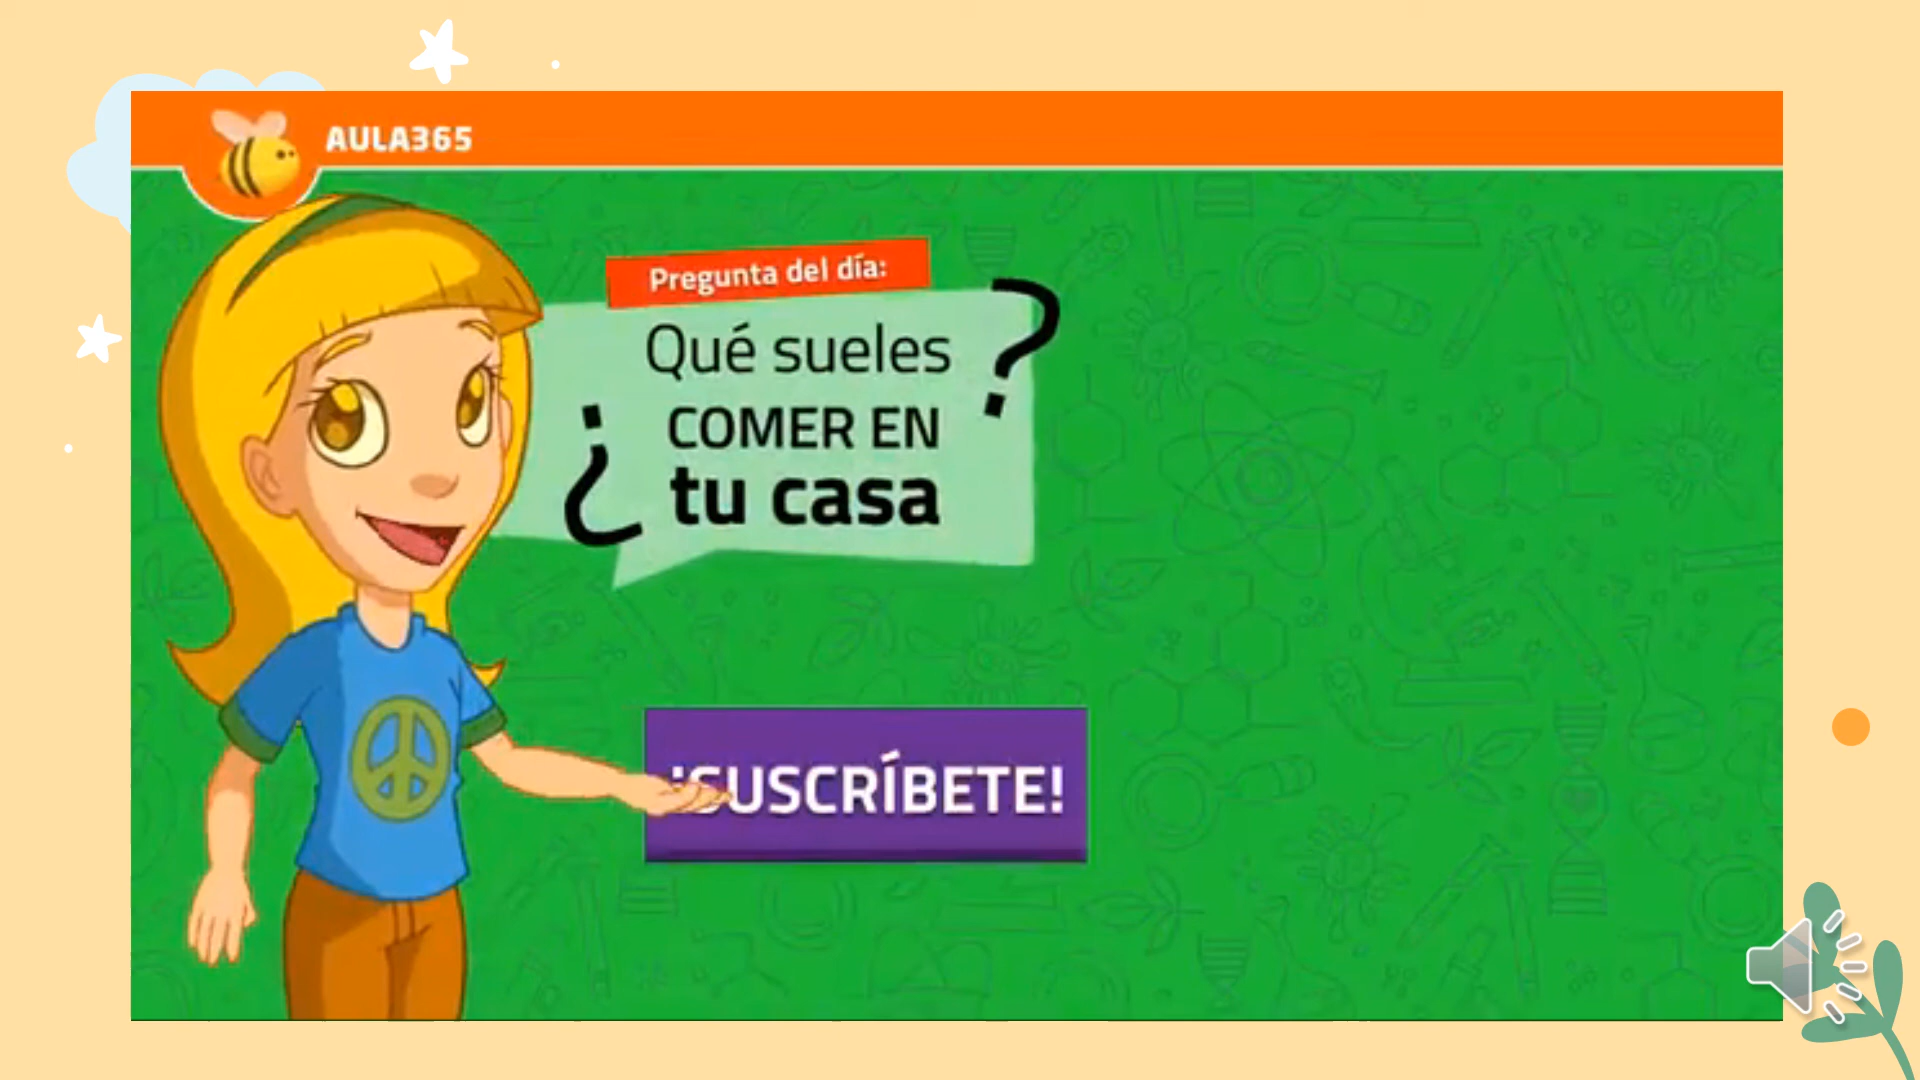 AULA365
Pregunta del día:
Qué sueles ?
¿ COMER EN
tu casa
¡SUSCRÍBETE!